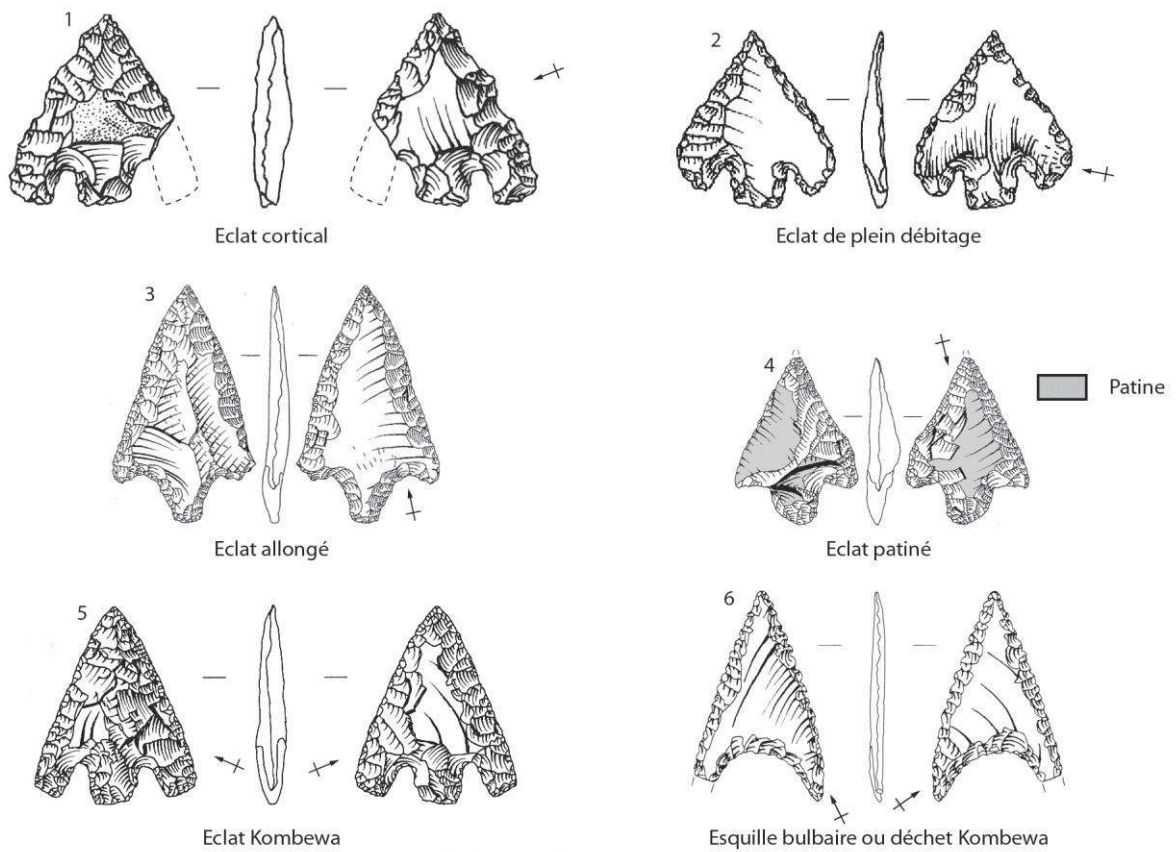 1
2
Eclat cortical
Eclat de plein débitage
3
4
Patine
Eclat allongé
Eclat patiné
5
6
Eclat Kombewa
Esquille bulbaire ou déchet Kombewa